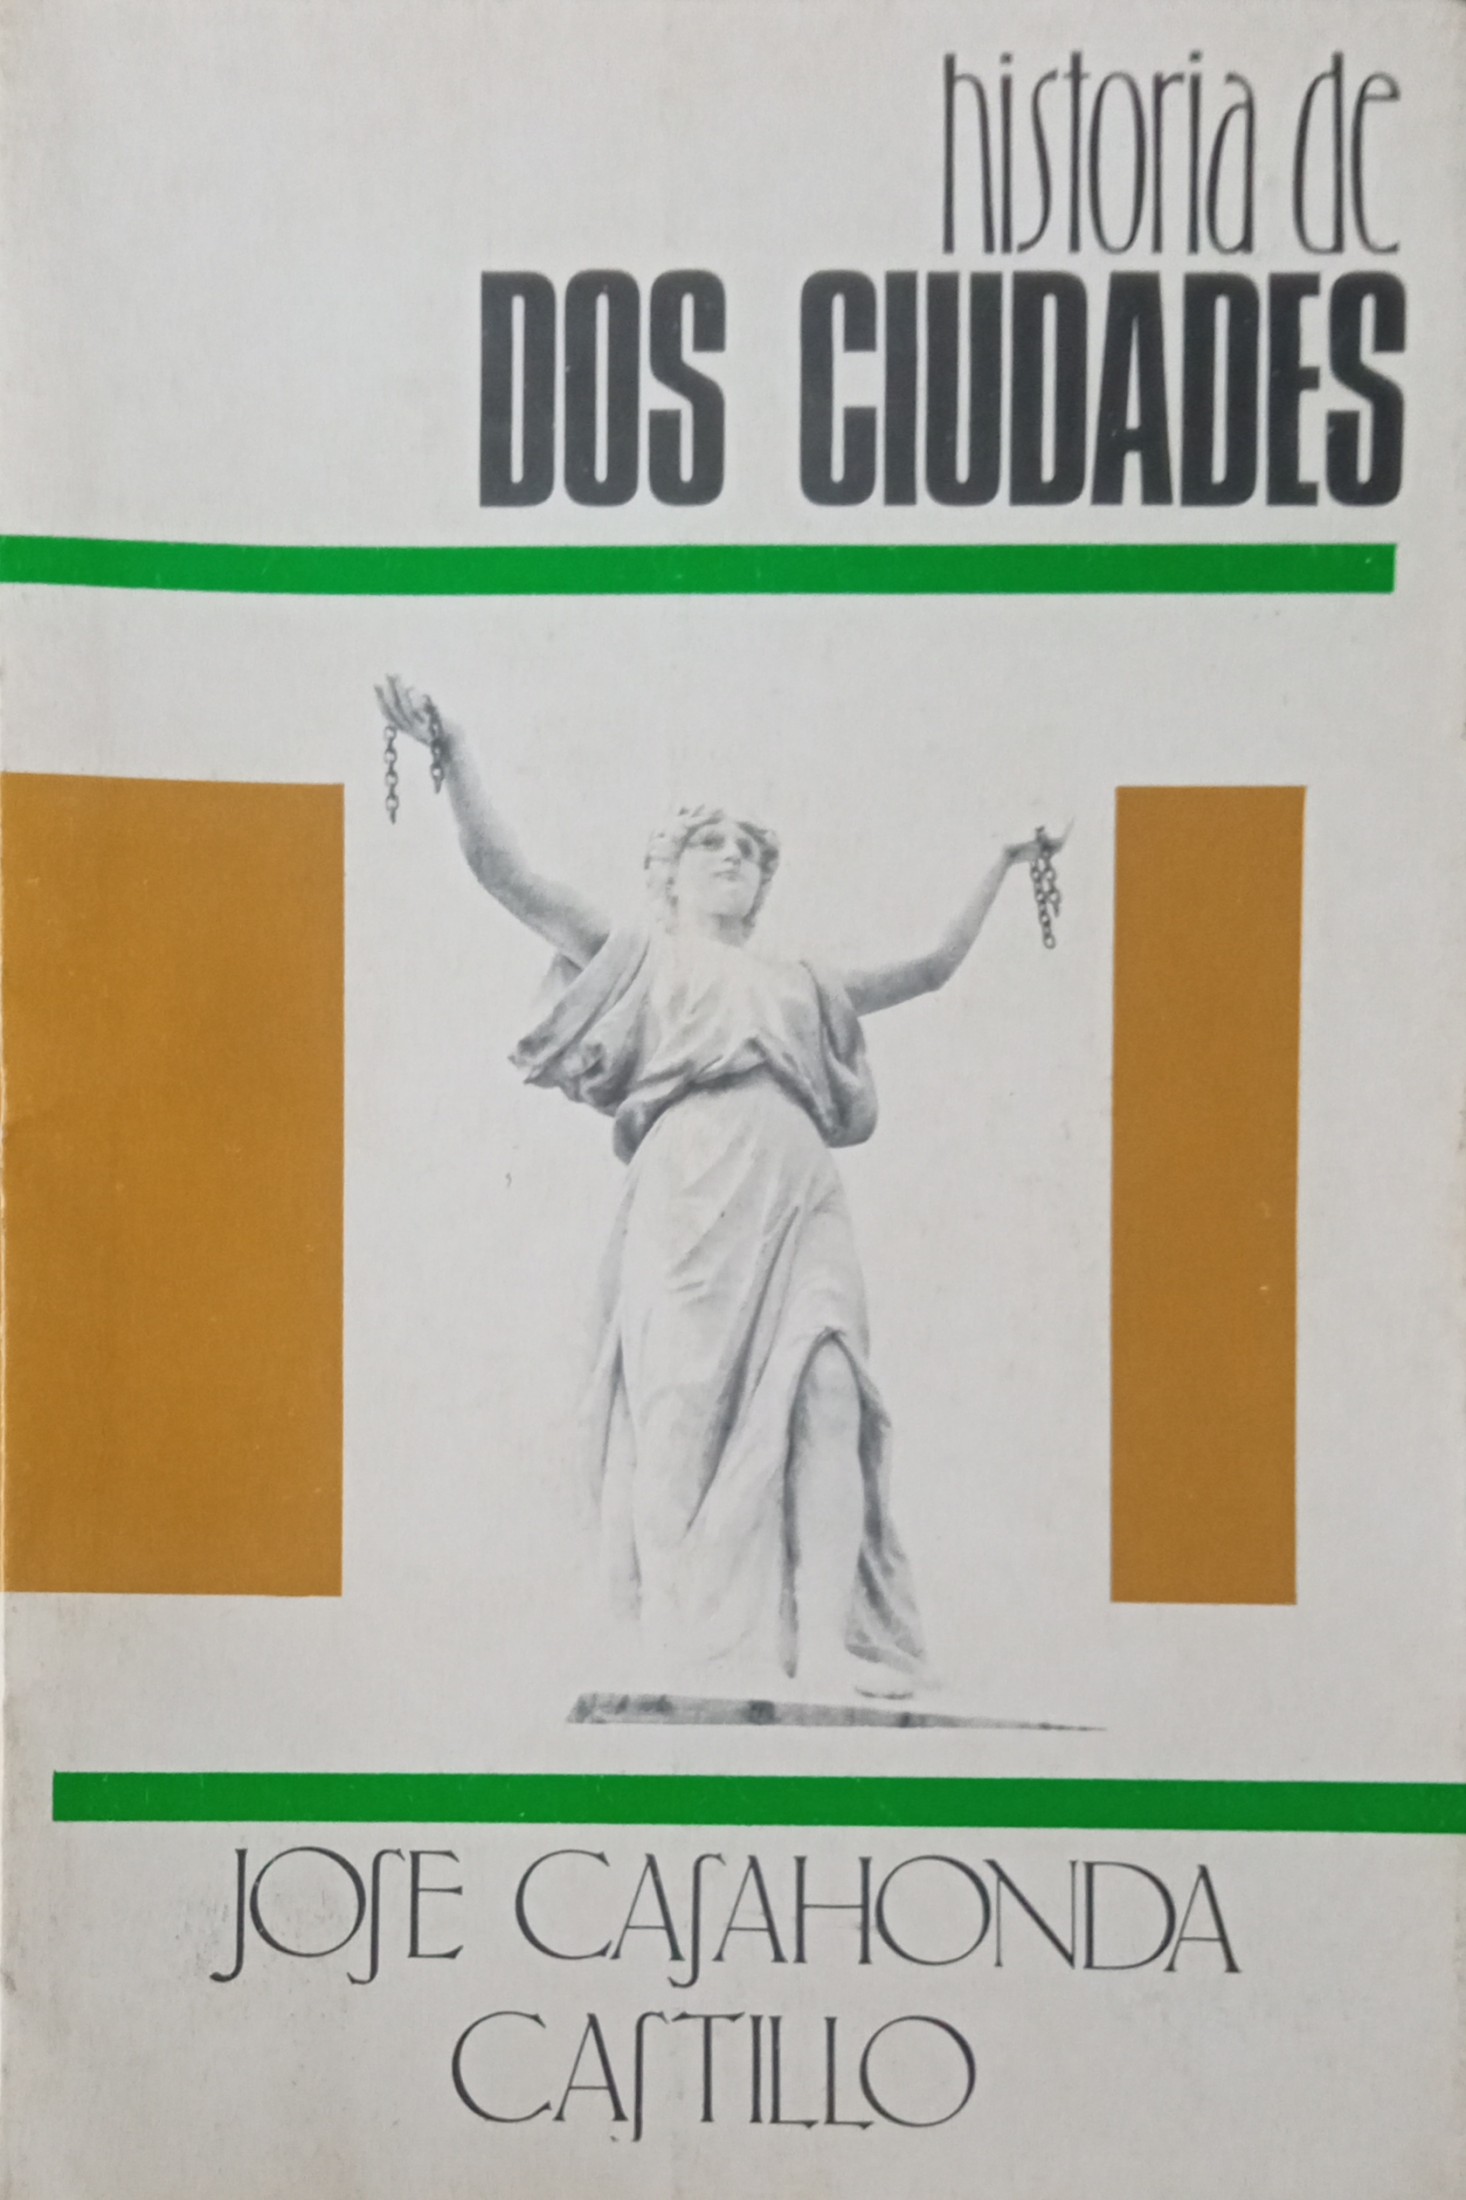 historia de
DOS CIUDADES
JOSE CASAHONDA
CASTILLO